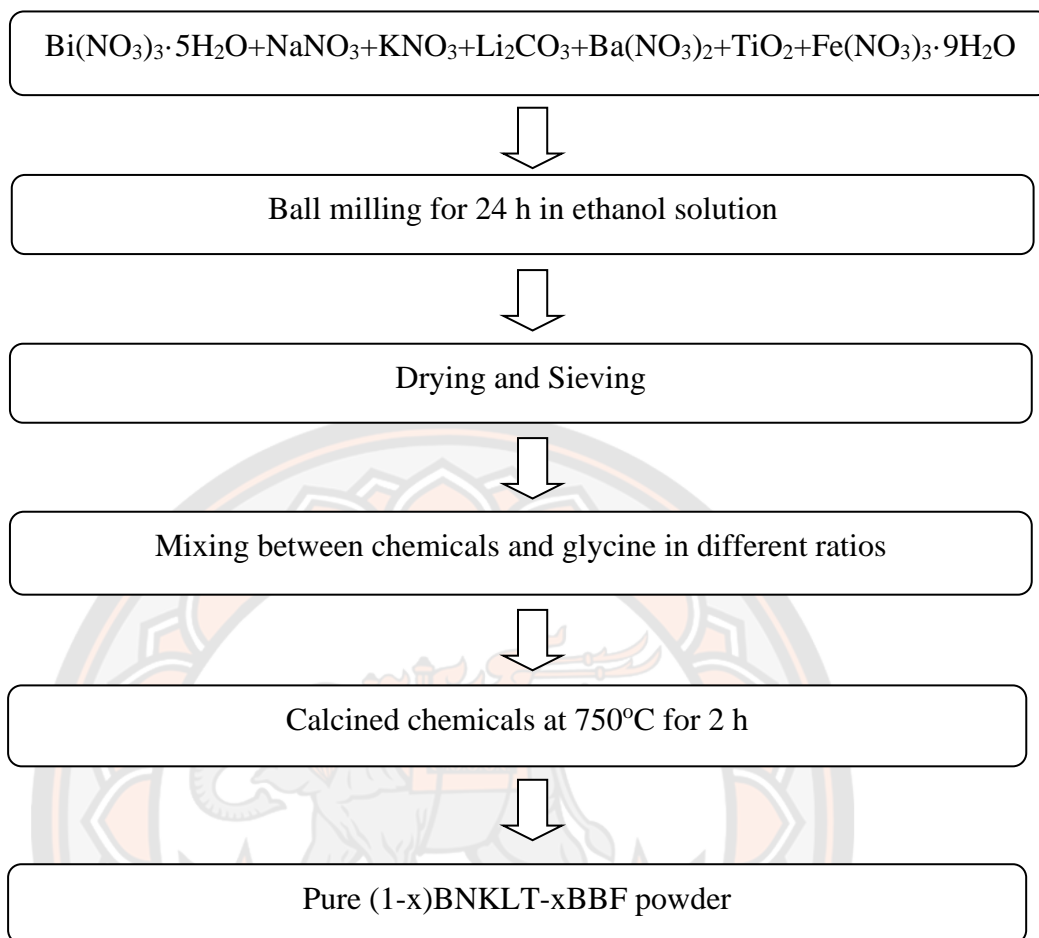 Bi(NO₃)₃·5H₂O+NaNO₃+KNO₃+Li₂CO₃+Ba(NO₃)₂+TiO₂+Fe(NO₃)₃·9H₂O
Ball milling for 24 h in ethanol solution
Drying and Sieving
Mixing between chemicals and glycine in different ratios
Calcined chemicals at 750ºC for 2 h
Pure (1-x)BNKLT-xBBF powder